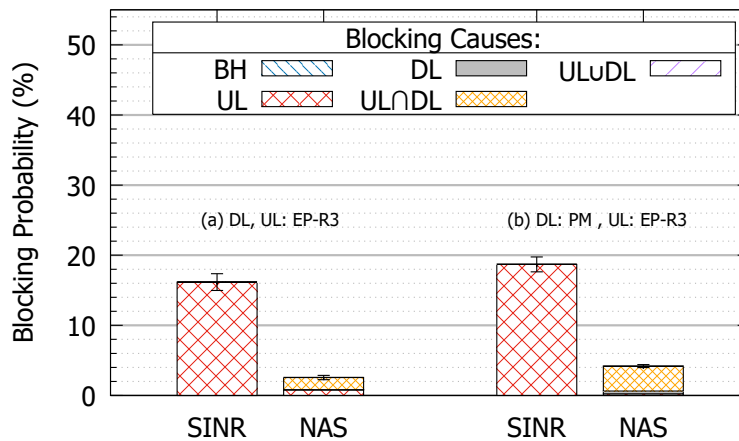 Blocking Causes:
BH DL UL∪DL
UL UL∩DL
Blocking Probability (%)
50
40
30
20
10
0
(a) DL, UL: EP-R3
(b) DL: PM , UL: EP-R3
SINR NAS SINR NAS